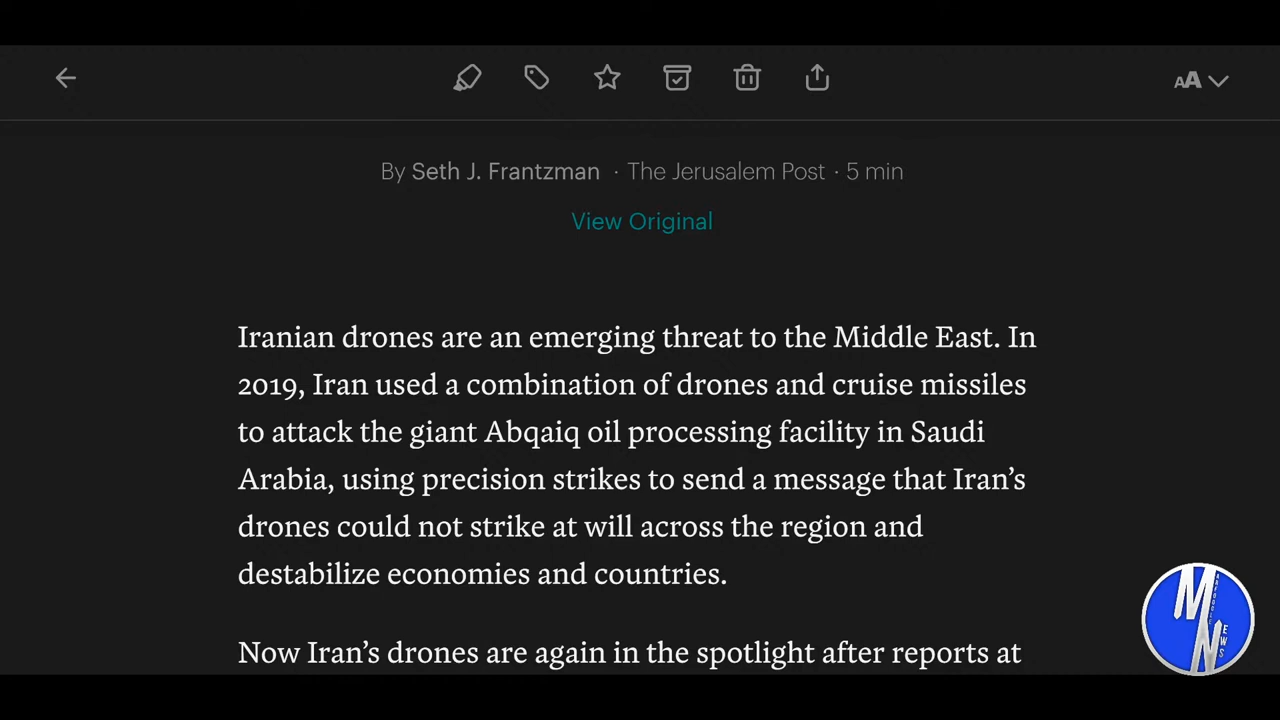 AA
By Seth J. Frantzman · The Jerusalem Post · 5 min
View Original
Iranian drones are an emerging threat to the Middle East. In
2019, Iran used a combination of drones and cruise missiles
to attack the giant Abqaiq oil processing facility in Saudi
Arabia, using precision strikes to send a message that Iran’s
drones could not strike at will across the region and
destabilize economies and countries.
Now Iran’s drones are again in the spotlight after reports at
M
N
EWS